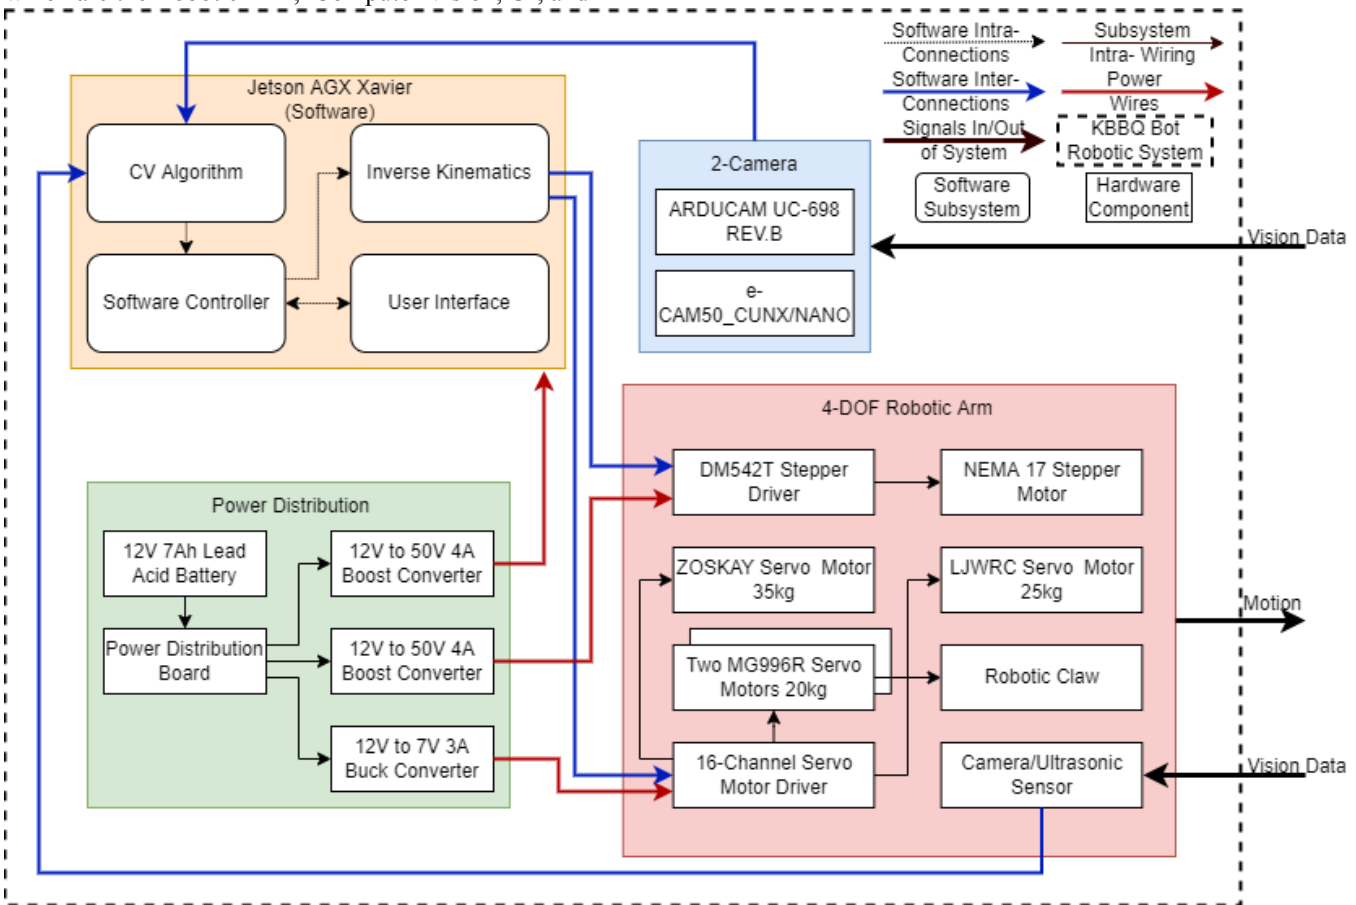 Software Intra-
Connections
Subsystem
Intra- Wiring
Software Inter-
Connections
Power
Wires
Signals In/Out
of System
KBBQ Bot
Robotic System
Software
Subsystem
Hardware
Component
Jetson AGX Xavier
(Software)
CV Algorithm
Inverse Kinematics
Software Controller
User Interface
2-Camera
ARDUCAM UC-698
REV.B
e-
CAM50_CUNX/NANO
Vision Data
Power Distribution
12V 7Ah Lead
Acid Battery
Power Distribution
Board
12V to 50V 4A
Boost Converter
12V to 50V 4A
Boost Converter
12V to 7V 3A
Buck Converter
4-DOF Robotic Arm
DM542T Stepper
Driver
NEMA 17 Stepper
Motor
ZOSKAY Servo Motor
35kg
LJWRC Servo Motor
25kg
Two MG996R Servo
Motors 20kg
Robotic Claw
16-Channel Servo
Motor Driver
Camera/Ultrasonic
Sensor
Motion
Vision Data